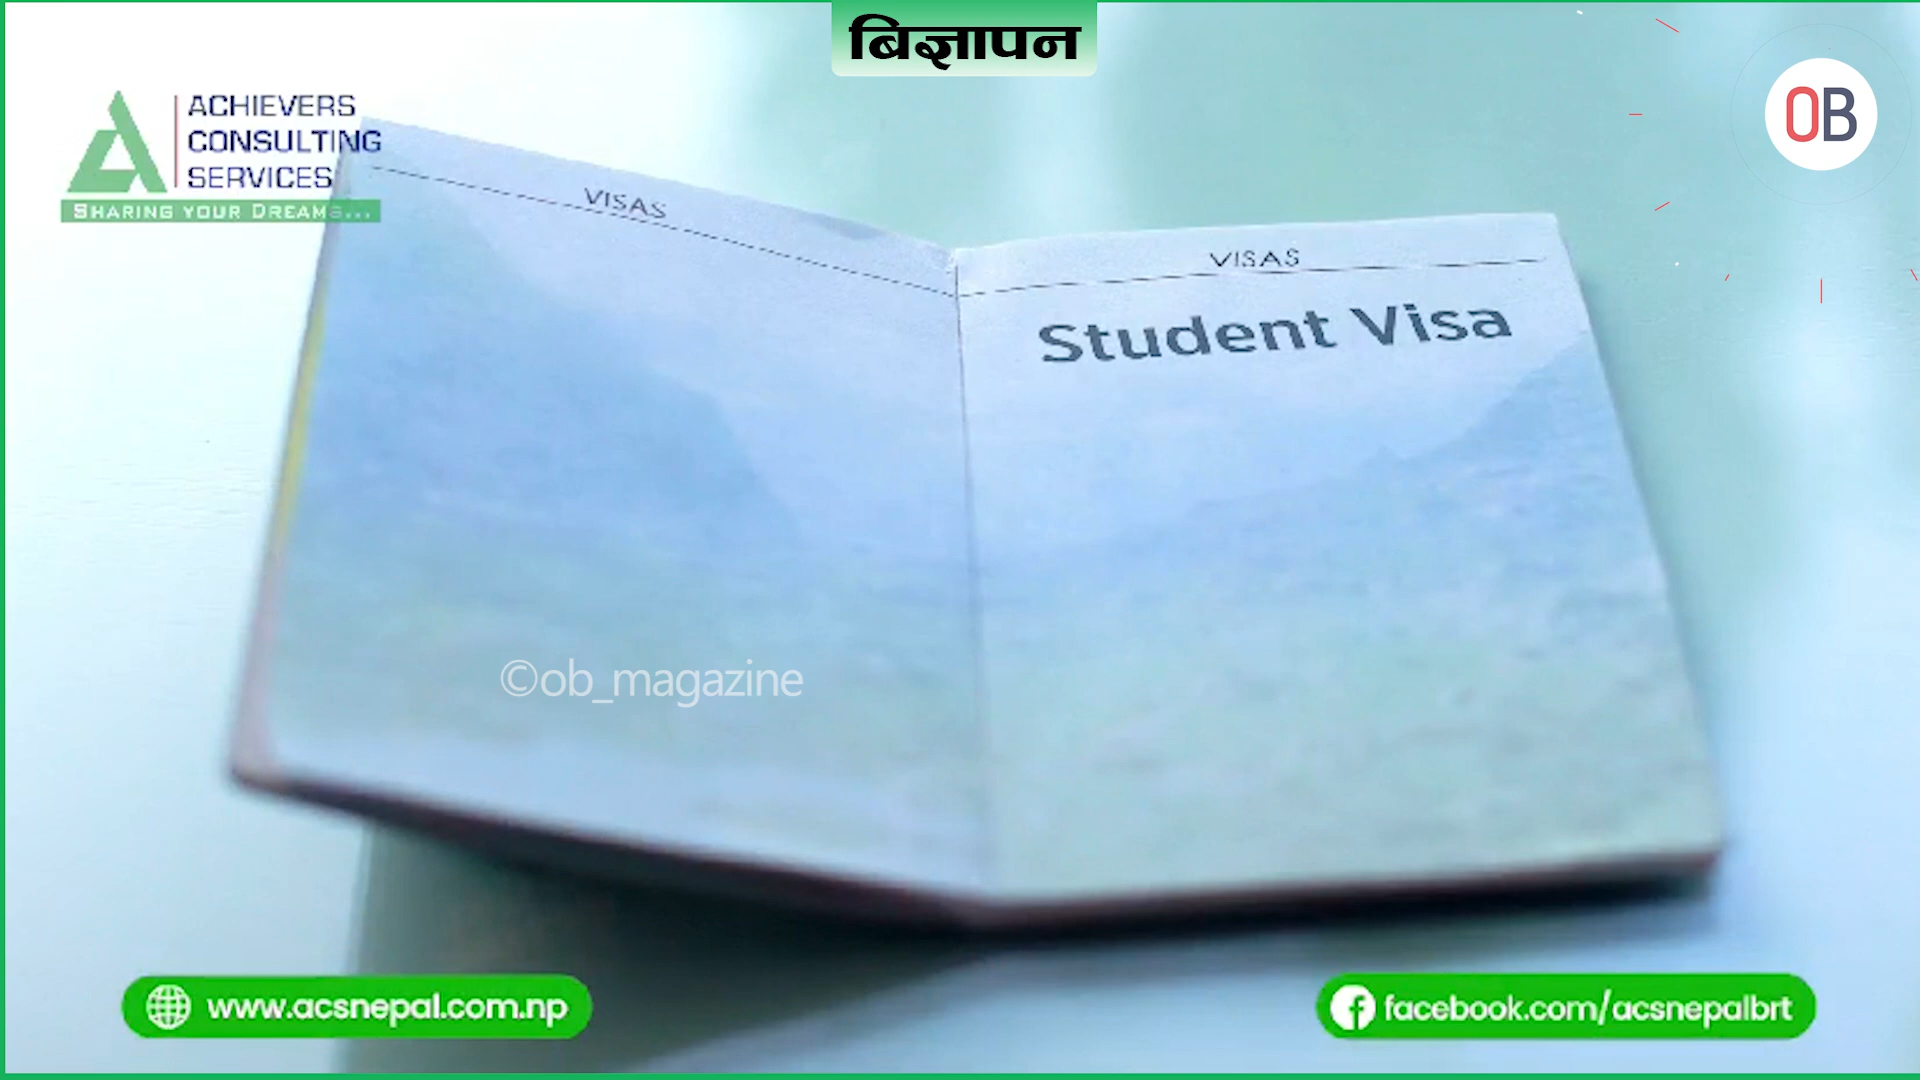 बिज्ञापन
ACHIEVERS
CONSULTING
SERVICES
SHARING YOUR DREAMS...
OB
VISAS
VISAS
Student Visa
©ob_magazine
www.acsnepal.com.np
facebook.com/acsnepalbrt